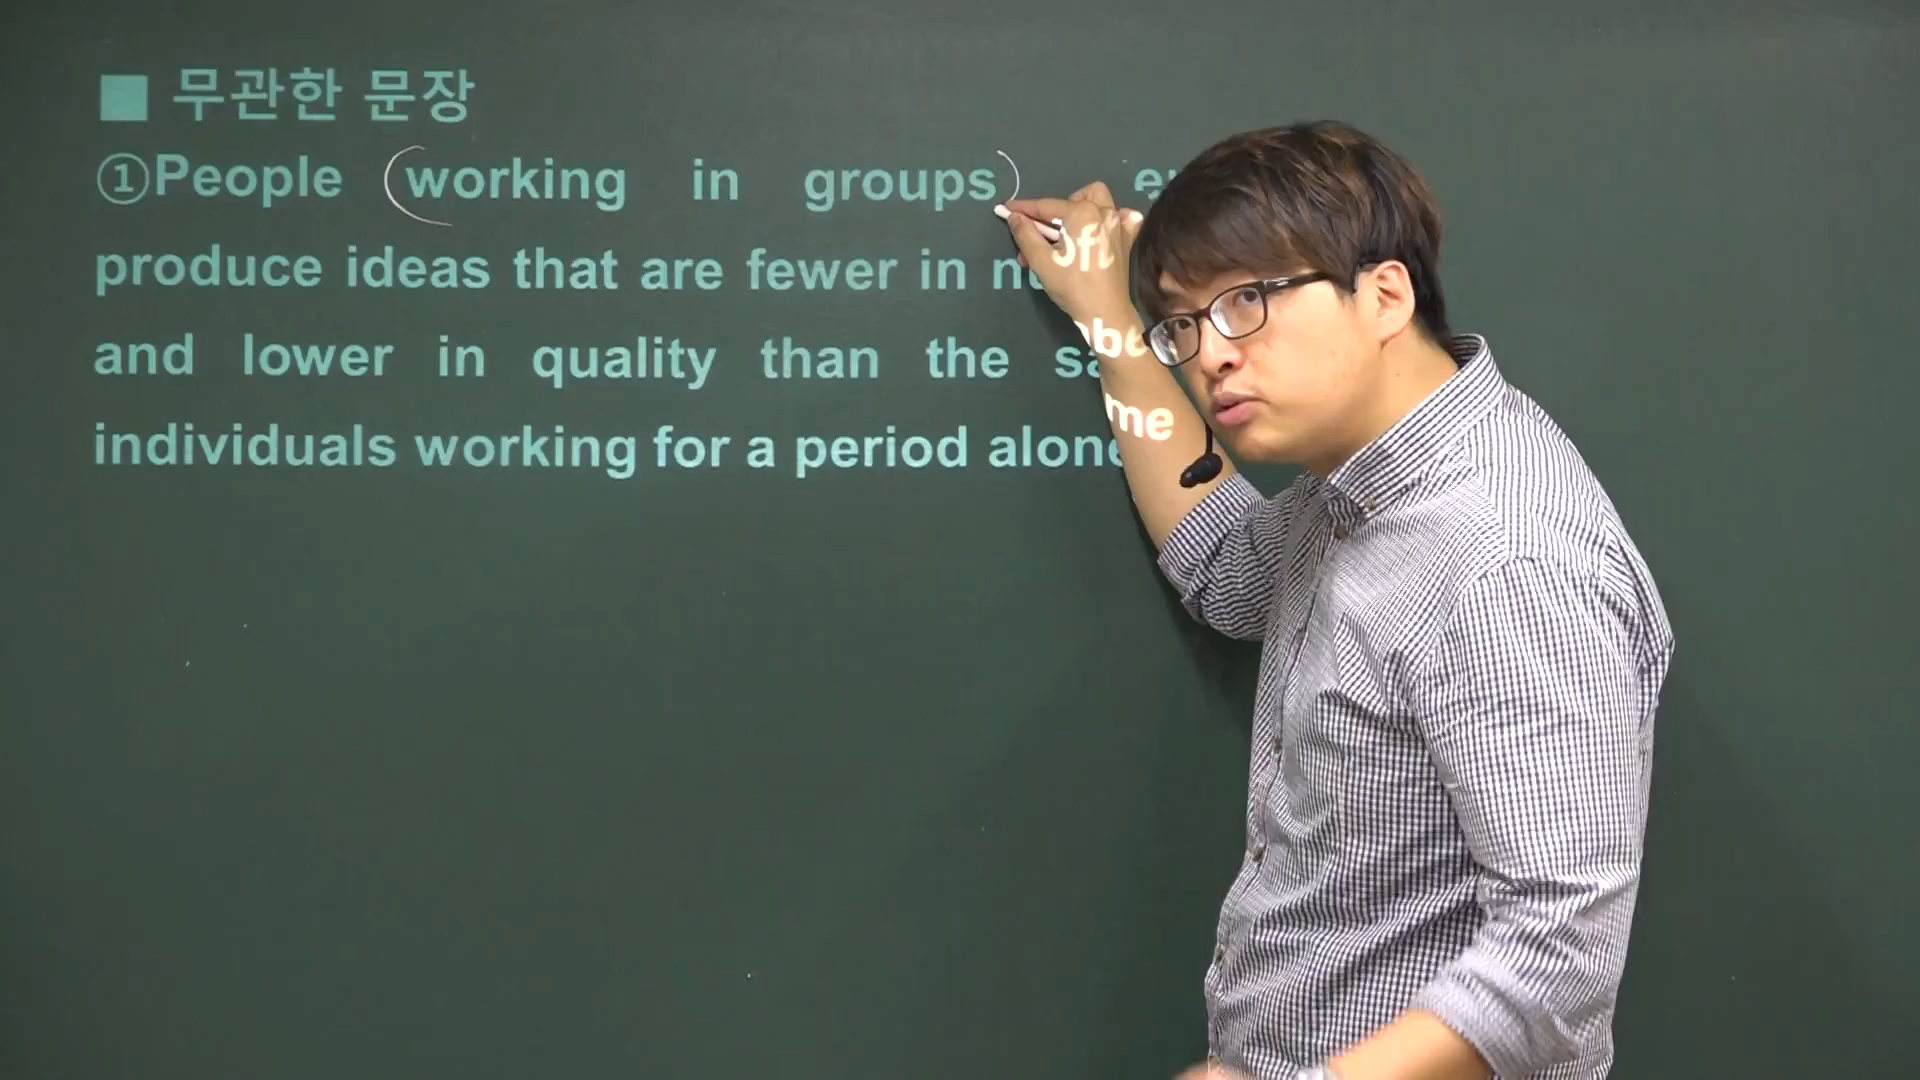 ■ 무관한 문장
①People (working in groups)
produce ideas that are fewer in
and lower in quality than the
individuals working for a period